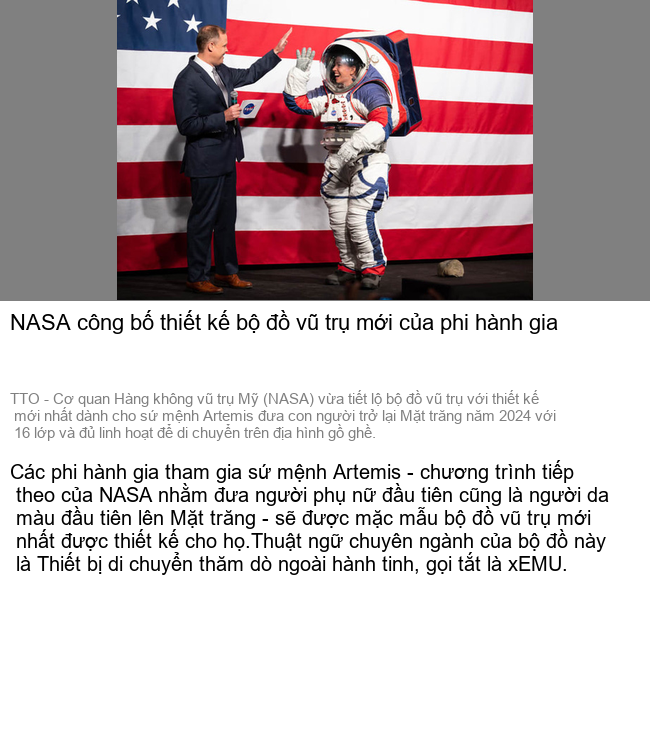 NASA công bố thiết kế bộ đồ vũ trụ mới của phi hành gia
TTO - Cơ quan Hàng không vũ trụ Mỹ (NASA) vừa tiết lộ bộ đồ vũ trụ với thiết kế
mới nhất dành cho sứ mệnh Artemis đưa con người trở lại Mặt trăng năm 2024 với
16 lớp và đủ linh hoạt để di chuyển trên địa hình gồ ghề.
Các phi hành gia tham gia sứ mệnh Artemis - chương trình tiếp
theo của NASA nhằm đưa người phụ nữ đầu tiên cũng là người da
màu đầu tiên lên Mặt trăng - sẽ được mặc mẫu bộ đồ vũ trụ mới
nhất được thiết kế cho họ.Thuật ngữ chuyên ngành của bộ đồ này
là Thiết bị di chuyển thăm dò ngoài hành tinh, gọi tắt là xEMU.